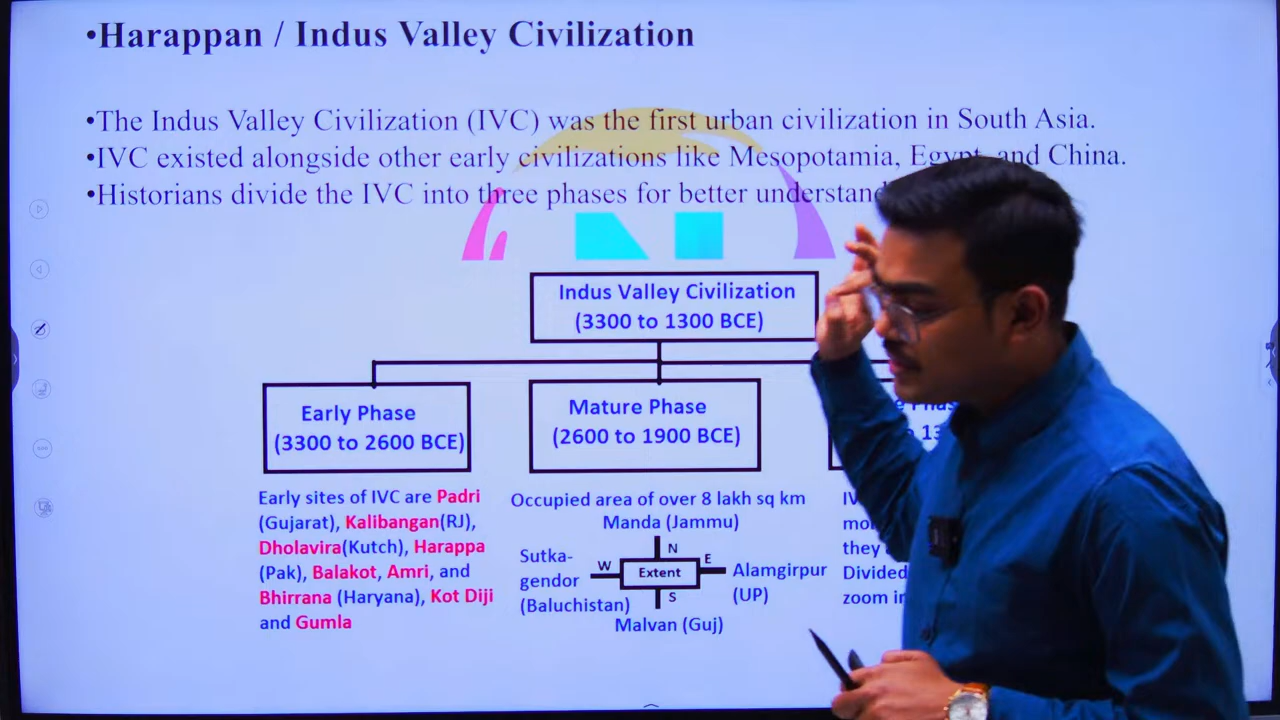 •Harappan / Indus Valley Civilization
•The Indus Valley Civilization (IVC) was the first urban civilization in South Asia.
•IVC existed alongside other early civilizations like Mesopotamia, Egypt, and China.
•Historians divide the IVC into three phases for better
Indus Valley Civilization
(3300 to 1300 BCE)
Early Phase
(3300 to 2600 BCE)
Mature Phase
(2600 to 1900 BCE)
Early sites of IVC are Padri
(Gujarat), Kalibangan(RJ),
Dholavira(Kutch), Harappa
(Pak), Balakot, Amri, and
Bhirrana (Haryana), Kot Diji
and Gumla
Occupied area of over 8 lakh sq km
Manda (Jammu)
N
Sutka-
gendor
(Baluchistan)
W
Extent
E
Alamgirpur
(UP)
S
Malvan (Guj)
they
Divided
zoom